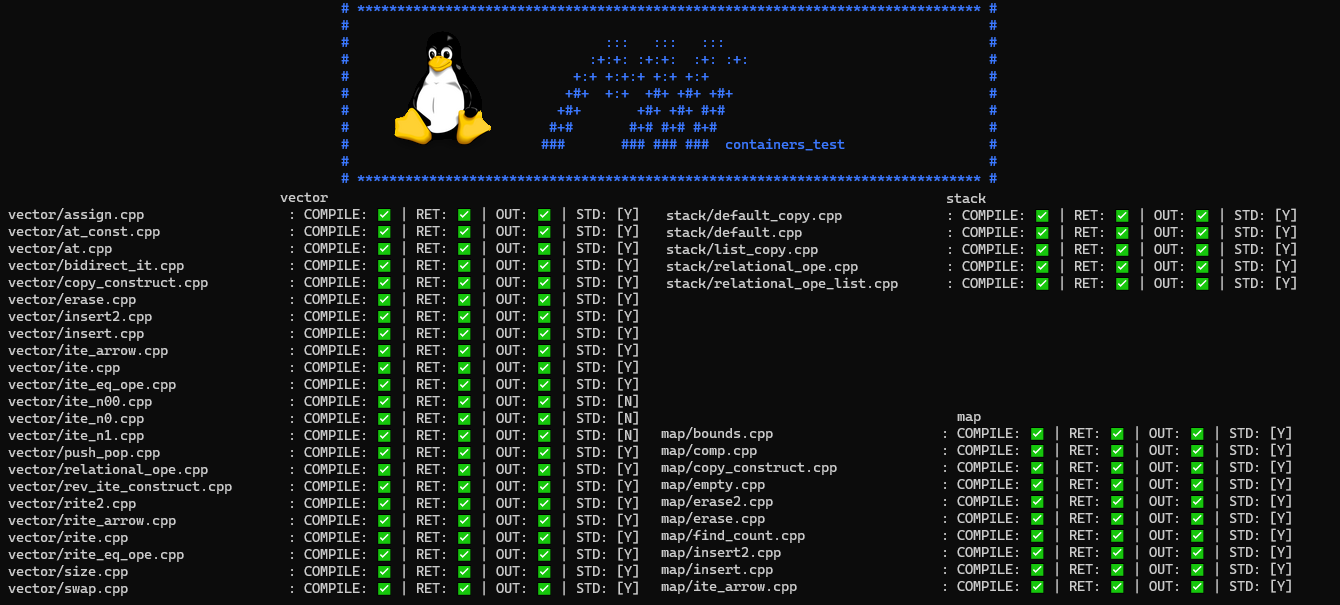 # ****************************************************************************** #
# #
# ::: ::: ::: #
# :+:+: :+:+: :+: :+: #
# +:+ +:+:+ +:+ +:+ #
# +#+ +:+ +#+ +#+ +#+ #
# +#+ +#+ +#+ #+# #
# #+# #+# #+# #+# #
# ### ### ### ### containers_test #
# #
# ****************************************************************************** #
vector
vector/assign.cpp : COMPILE: ✅ | RET: ✅ | OUT: ✅ | STD: [Y]
vector/at_const.cpp : COMPILE: ✅ | RET: ✅ | OUT: ✅ | STD: [Y]
vector/at.cpp : COMPILE: ✅ | RET: ✅ | OUT: ✅ | STD: [Y]
vector/bidirect_it.cpp : COMPILE: ✅ | RET: ✅ | OUT: ✅ | STD: [Y]
vector/copy_construct.cpp : COMPILE: ✅ | RET: ✅ | OUT: ✅ | STD: [Y]
vector/erase.cpp : COMPILE: ✅ | RET: ✅ | OUT: ✅ | STD: [Y]
vector/insert2.cpp : COMPILE: ✅ | RET: ✅ | OUT: ✅ | STD: [Y]
vector/insert.cpp : COMPILE: ✅ | RET: ✅ | OUT: ✅ | STD: [Y]
vector/ite_arrow.cpp : COMPILE: ✅ | RET: ✅ | OUT: ✅ | STD: [Y]
vector/ite.cpp : COMPILE: ✅ | RET: ✅ | OUT: ✅ | STD: [Y]
vector/ite_eq_ope.cpp : COMPILE: ✅ | RET: ✅ | OUT: ✅ | STD: [Y]
vector/ite_n00.cpp : COMPILE: ✅ | RET: ✅ | OUT: ✅ | STD: [N]
vector/ite_n0.cpp : COMPILE: ✅ | RET: ✅ | OUT: ✅ | STD: [N]
vector/ite_n1.cpp : COMPILE: ✅ | RET: ✅ | OUT: ✅ | STD: [N]
vector/push_pop.cpp : COMPILE: ✅ | RET: ✅ | OUT: ✅ | STD: [Y]
vector/relational_ope.cpp : COMPILE: ✅ | RET: ✅ | OUT: ✅ | STD: [Y]
vector/rev_ite_construct.cpp : COMPILE: ✅ | RET: ✅ | OUT: ✅ | STD: [Y]
vector/rite2.cpp : COMPILE: ✅ | RET: ✅ | OUT: ✅ | STD: [Y]
vector/rite_arrow.cpp : COMPILE: ✅ | RET: ✅ | OUT: ✅ | STD: [Y]
vector/rite.cpp : COMPILE: ✅ | RET: ✅ | OUT: ✅ | STD: [Y]
vector/rite_eq_ope.cpp : COMPILE: ✅ | RET: ✅ | OUT: ✅ | STD: [Y]
vector/size.cpp : COMPILE: ✅ | RET: ✅ | OUT: ✅ | STD: [Y]
vector/swap.cpp : COMPILE: ✅ | RET: ✅ | OUT: ✅ | STD: [Y]
stack
stack/default_copy.cpp : COMPILE: ✅ | RET: ✅ | OUT: ✅ | STD: [Y]
stack/default.cpp : COMPILE: ✅ | RET: ✅ | OUT: ✅ | STD: [Y]
stack/list_copy.cpp : COMPILE: ✅ | RET: ✅ | OUT: ✅ | STD: [Y]
stack/relational_ope.cpp : COMPILE: ✅ | RET: ✅ | OUT: ✅ | STD: [Y]
stack/relational_ope_list.cpp : COMPILE: ✅ | RET: ✅ | OUT: ✅ | STD: [Y]
map
map/bounds.cpp : COMPILE: ✅ | RET: ✅ | OUT: ✅ | STD: [Y]
map/comp.cpp : COMPILE: ✅ | RET: ✅ | OUT: ✅ | STD: [Y]
map/copy_construct.cpp : COMPILE: ✅ | RET: ✅ | OUT: ✅ | STD: [Y]
map/empty.cpp : COMPILE: ✅ | RET: ✅ | OUT: ✅ | STD: [Y]
map/erase2.cpp : COMPILE: ✅ | RET: ✅ | OUT: ✅ | STD: [Y]
map/erase.cpp : COMPILE: ✅ | RET: ✅ | OUT: ✅ | STD: [Y]
map/find_count.cpp : COMPILE: ✅ | RET: ✅ | OUT: ✅ | STD: [Y]
map/insert2.cpp : COMPILE: ✅ | RET: ✅ | OUT: ✅ | STD: [Y]
map/insert.cpp : COMPILE: ✅ | RET: ✅ | OUT: ✅ | STD: [Y]
map/ite_arrow.cpp : COMPILE: ✅ | RET: ✅ | OUT: ✅ | STD: [Y]